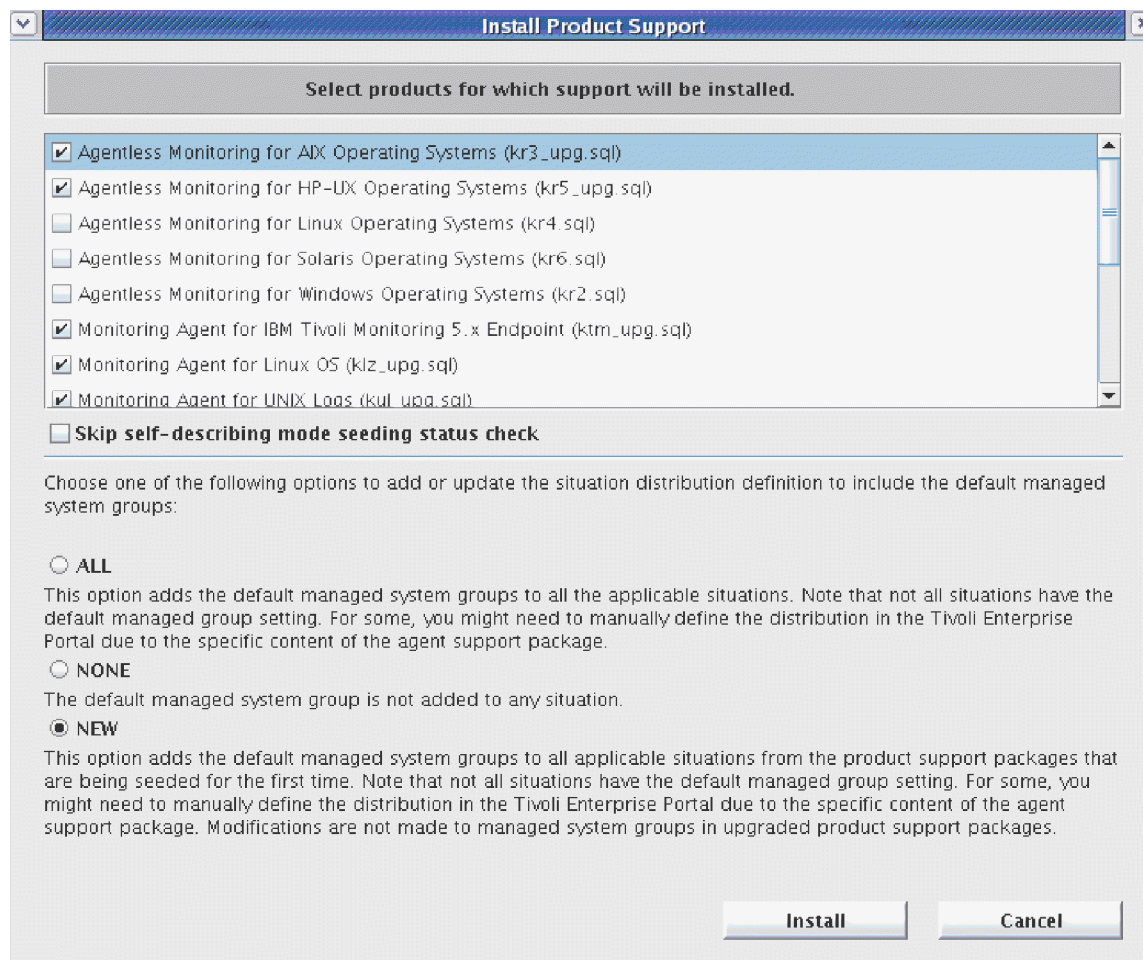 Install Product Support
Select products for which support will be installed.
Agentless Monitoring for AIX Operating Systems (kr3_upg.sql)
Agentless Monitoring for HP-UX Operating Systems (kr5_upg.sql)
Agentless Monitoring for Linux Operating Systems (kr4.sql)
Agentless Monitoring for Solaris Operating Systems (kr6.sql)
Agentless Monitoring for Windows Operating Systems (kr2.sql)
Monitoring Agent for IBM Tivoli Monitoring 5.x Endpoint (ktm_upg.sql)
Monitoring Agent for Linux OS (klz_upg.sql)
Monitoring Agent for UNIX Logs (kul_upg.sql)
Skip self-describing mode seeding status check
Choose one of the following options to add or update the situation distribution definition to include the default managed
system groups:
ALL
This option adds the default managed system groups to all the applicable situations. Note that not all situations have the
default managed group setting. For some, you might need to manually define the distribution in the Tivoli Enterprise
Portal due to the specific content of the agent support package.
NONE
The default managed system group is not added to any situation.
NEW
This option adds the default managed system groups to all applicable situations from the product support packages that
are being seeded for the first time. Note that not all situations have the default managed group setting. For some, you
might need to manually define the distribution in the Tivoli Enterprise Portal due to the specific content of the agent
support package. Modifications are not made to managed system groups in upgraded product support packages.
Install Cancel